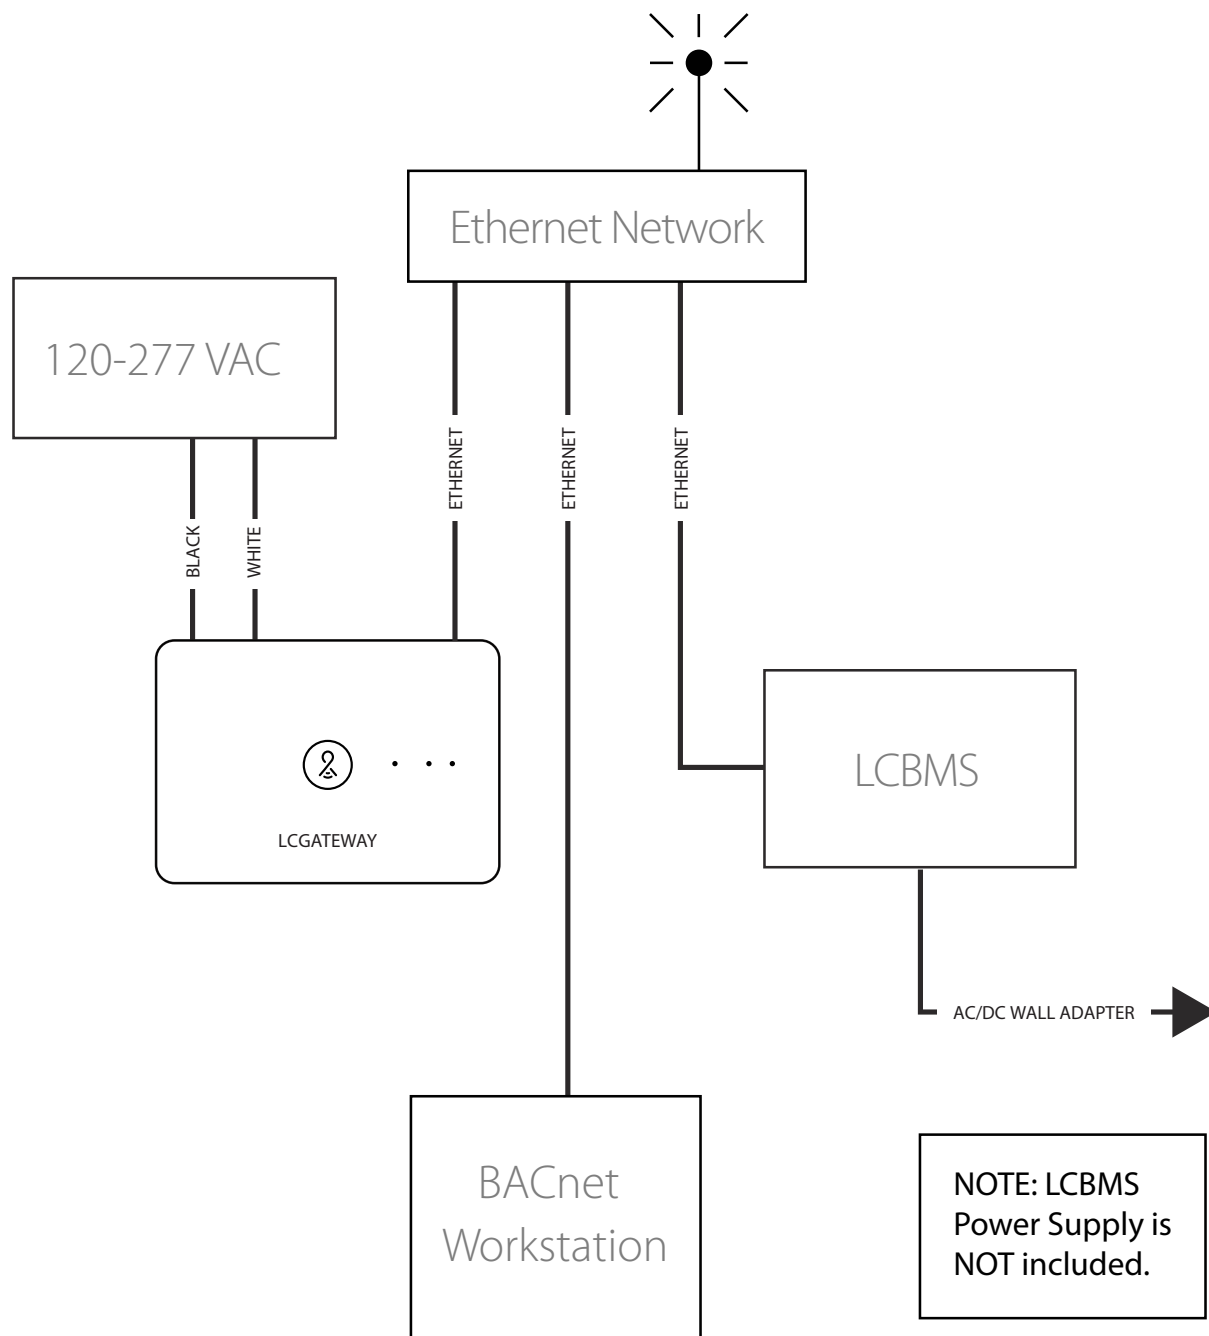 Ethernet Network
120-277 VAC
ETHERNET
ETHERNET
ETHERNET
BLACK
WHITE
LCGATEWAY
LCBMS
AC/DC WALL ADAPTER
BACnet
Workstation
NOTE: LCBMS
Power Supply is
NOT included.